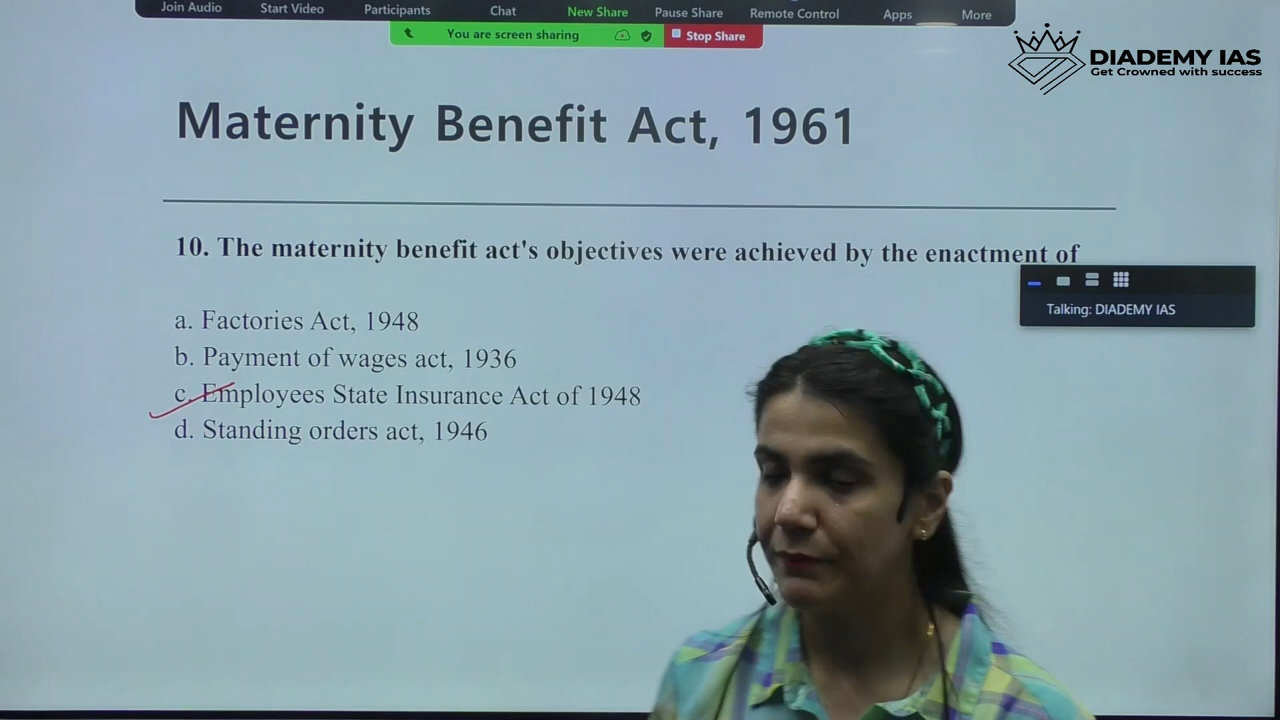 Join Audio Start Video Participants Chat New Share Pause Share Remote Control Apps More
You are screen sharing Stop Share
DIADEMY IAS
Get Crowned with success
Maternity Benefit Act, 1961
10. The maternity benefit act's objectives were achieved by the enactment of
Talking: DIADEMY IAS
a. Factories Act, 1948
b. Payment of wages act, 1936
c. Employees State Insurance Act of 1948
d. Standing orders act, 1946